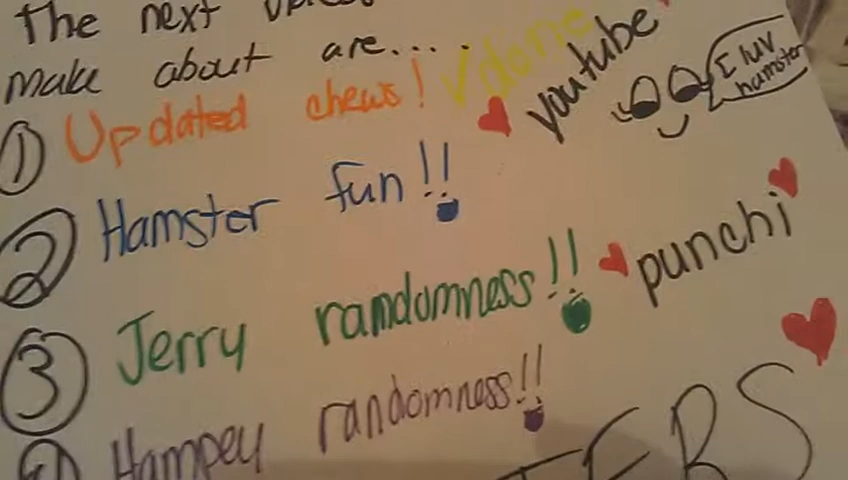 The next
make about are....
① Updated chews! √done
youtube
I luv hamster
② Hamster fun!!
③ Jerry randomness!!
punchi
Hampey randomness!!
TERS